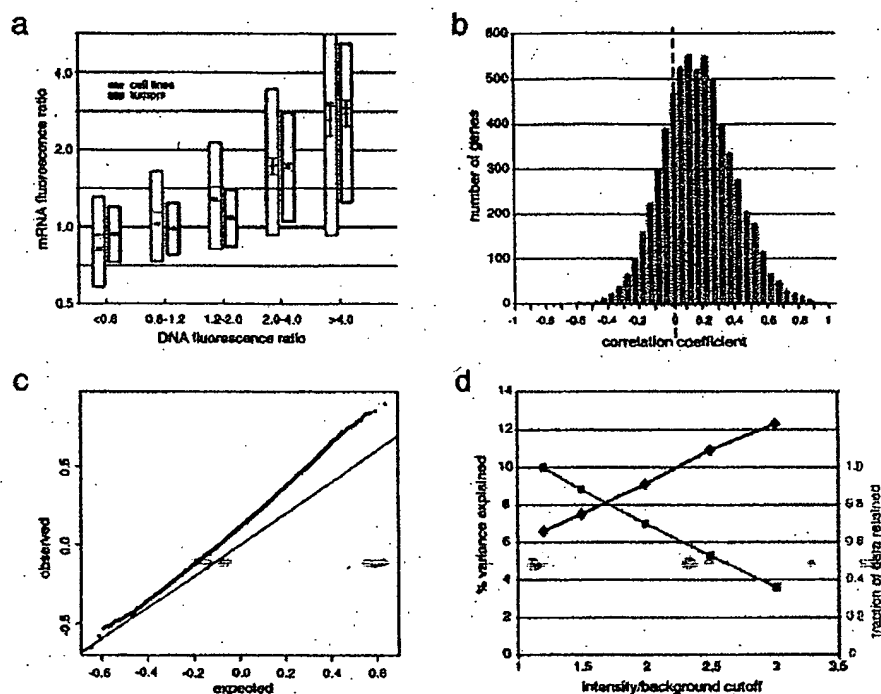 a
mRNA fluorescence ratio
4.0
2.0
1.0
0.5
cell lines
tumors
<0.8 0.8-1.2 1.2-2.0 2.0-4.0 >4.0
DNA fluorescence ratio
b
number of genes
600
500
400
300
200
100
0
-1 -0.8 -0.6 -0.4 -0.2 0 0.2 0.4 0.6 0.8 1
correlation coefficient
c
observed
0.5
0.0
-0.5
-0.6 -0.4 -0.2 0.0 0.2 0.4 0.6
expected
d
% variance explained
14
12
10
8
6
4
2
0
1 1.5 2 2.5 3 3.5
intensity/background cutoff
fraction of data retained
1.0
0.8
0.6
0.4
0.2
0